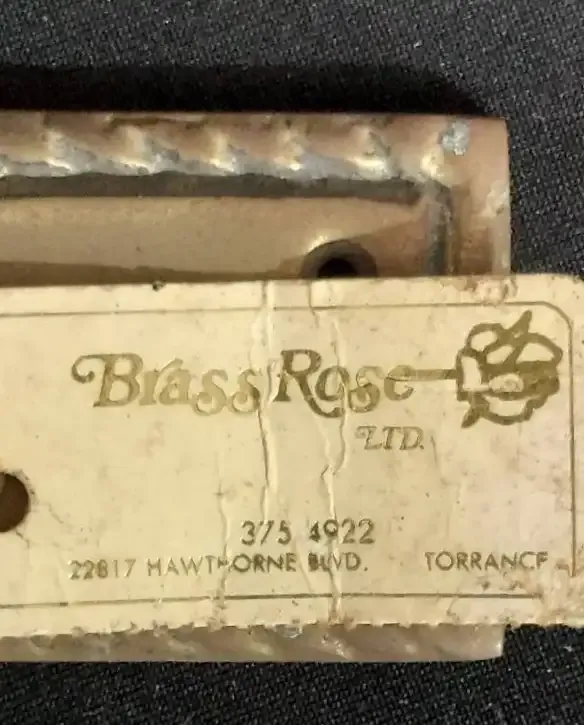 Brass Rose
LTD.
375 4922
22817 HAWTHORNE BLVD. TORRANCE